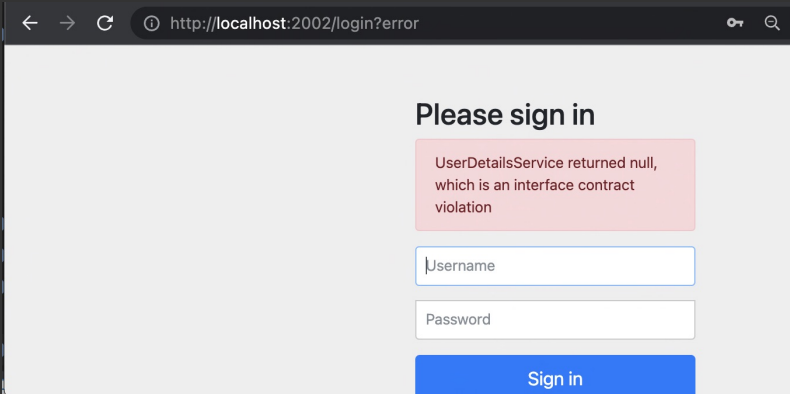 http://localhost:2002/login?error
Please sign in
UserDetailsService returned null,
which is an interface contract
violation
Username
Password
Sign in